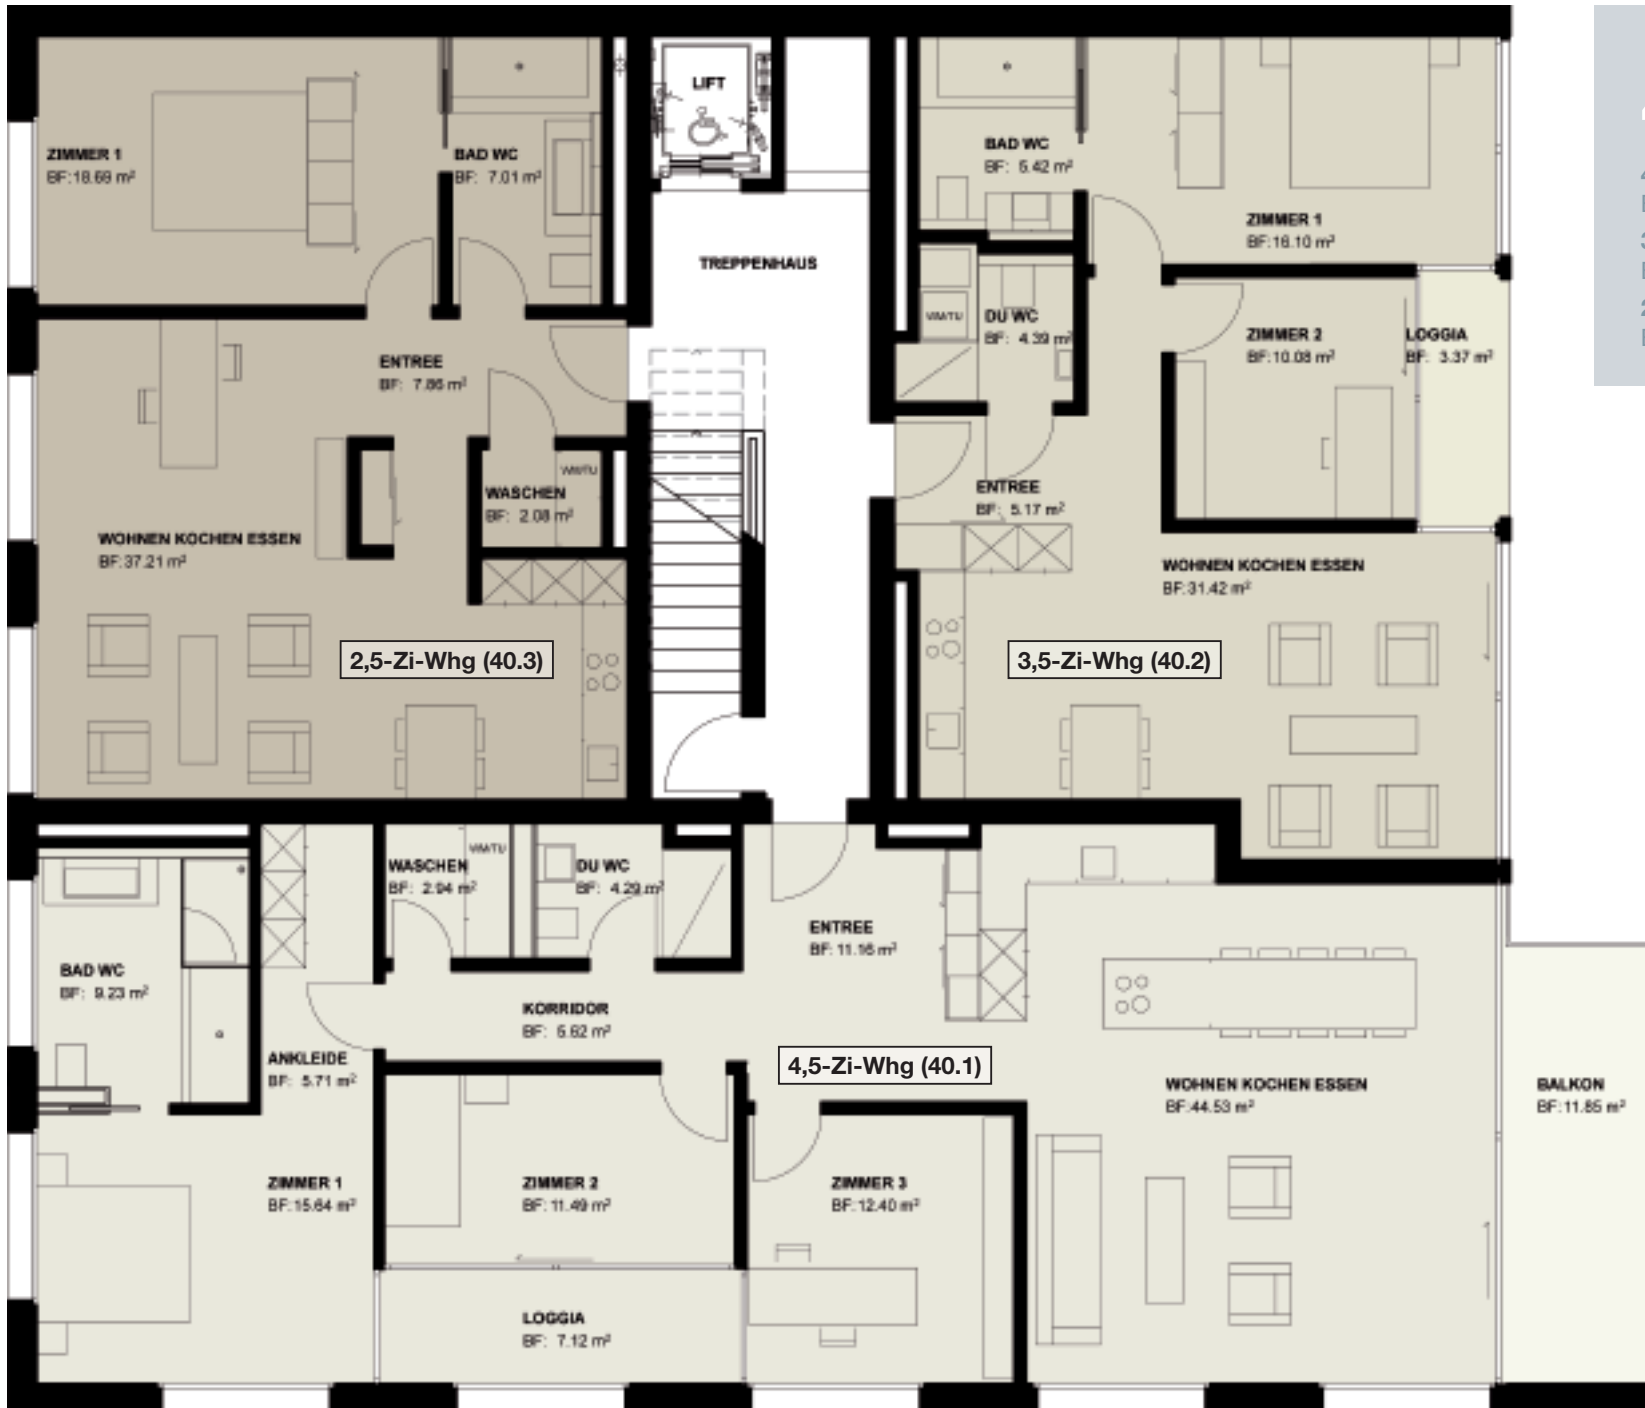 LIFT
ZIMMER 1
BF: 18.69 m²
BAD WC
BF: 7.01 m²
BAD WC
BF: 5.42 m²
ZIMMER 1
BF: 16.10 m²
TREPPENHAUS
WM/TU
DU WC
BF: 4.39 m²
ZIMMER 2
BF: 10.08 m²
LOGGIA
BF: 3.37 m²
ENTREE
BF: 7.86 m²
WM/TU
WASCHEN
BF: 2.08 m²
ENTREE
BF: 5.17 m²
WOHNEN KOCHEN ESSEN
BF: 37.21 m²
WOHNEN KOCHEN ESSEN
BF: 31.42 m²
2,5-Zi-Whg (40.3)
3,5-Zi-Whg (40.2)
WM/TU
WASCHEN
BF: 2.94 m²
DU WC
BF: 4.29 m²
ENTREE
BF: 11.16 m²
BAD WC
BF: 9.23 m²
KORRIDOR
BF: 5.62 m²
ANKLEIDE
BF: 5.71 m²
4,5-Zi-Whg (40.1)
WOHNEN KOCHEN ESSEN
BF: 44.53 m²
BALKON
BF: 11.85 m²
ZIMMER 1
BF: 15.64 m²
ZIMMER 2
BF: 11.49 m²
ZIMMER 3
BF: 12.40 m²
LOGGIA
BF: 7.12 m²